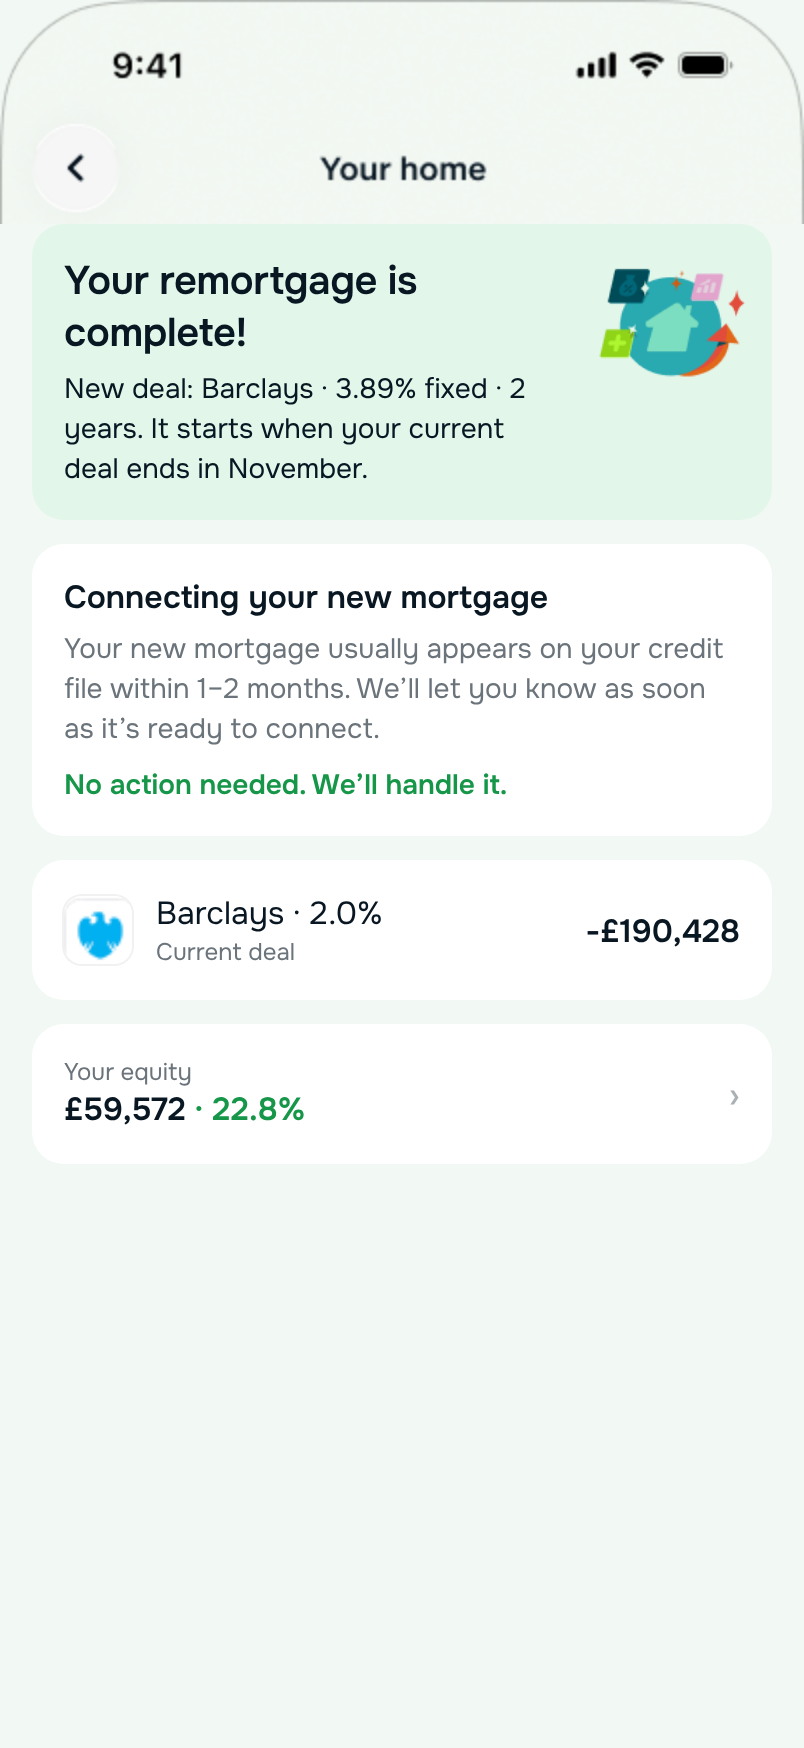 9:41
Your home
Your remortgage is
complete!
New deal: Barclays · 3.89% fixed · 2
years. It starts when your current
deal ends in November.
Connecting your new mortgage
Your new mortgage usually appears on your credit
file within 1–2 months. We’ll let you know as soon
as it’s ready to connect.
No action needed. We’ll handle it.
Barclays · 2.0%
Current deal
-£190,428
Your equity
£59,572 · 22.8%